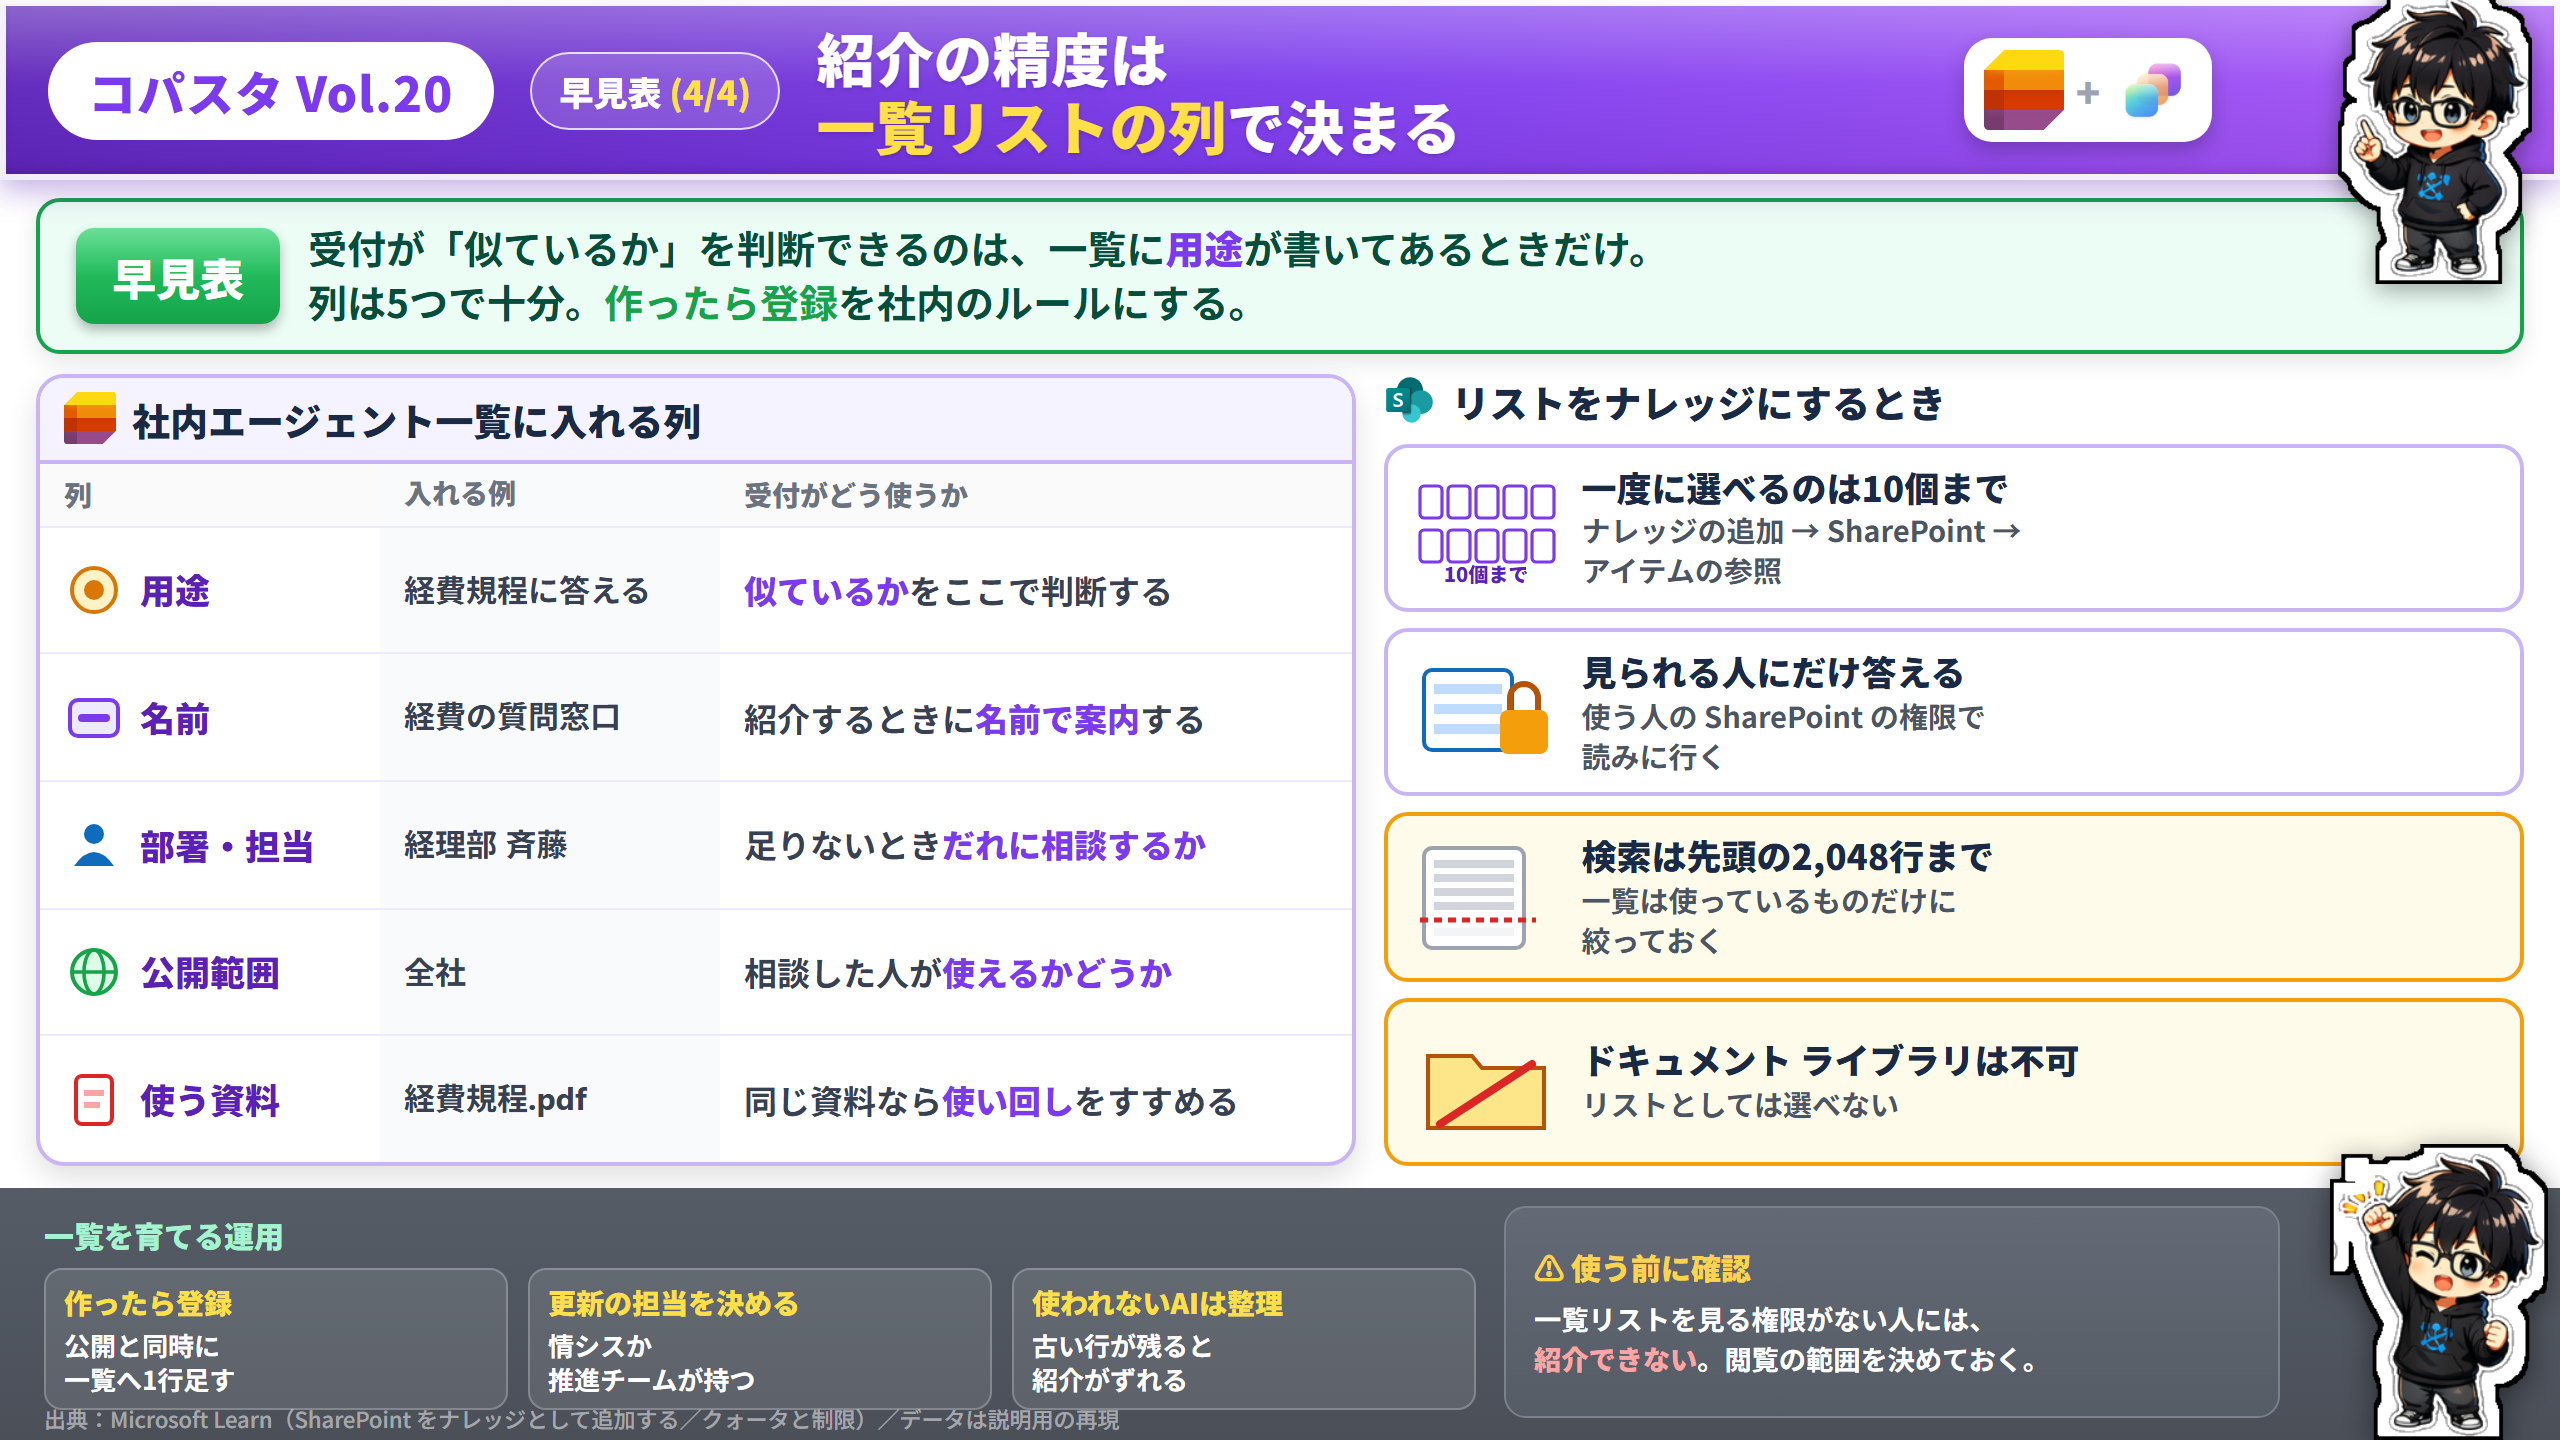 コパスタ Vol.20
早見表 (4/4)
紹介の精度は
一覧リストの列で決まる
早見表
受付が「似ているか」を判断できるのは、一覧に用途が書いてあるときだけ。
列は5つで十分。作ったら登録を社内のルールにする。
社内エージェント一覧に入れる列
列 入れる例 受付がどう使うか
用途 経費規程に答える 似ているかをここで判断する
名前 経費の質問窓口 紹介するときに名前で案内する
部署・担当 経理部 斉藤 足りないときだれに相談するか
公開範囲 全社 相談した人が使えるかどうか
使う資料 経費規程.pdf 同じ資料なら使い回しをすすめる
S リストをナレッジにするとき
10個まで
一度に選べるのは10個まで
ナレッジの追加 → SharePoint →
アイテムの参照
見られる人にだけ答える
使う人の SharePoint の権限で
読みに行く
検索は先頭の2,048行まで
一覧は使っているものだけに
絞っておく
ドキュメント ライブラリは不可
リストとしては選べない
一覧を育てる運用
作ったら登録
公開と同時に
一覧へ1行足す
更新の担当を決める
情シスか
推進チームが持つ
使われないAIは整理
古い行が残ると
紹介がずれる
⚠ 使う前に確認
一覧リストを見る権限がない人には、
紹介できない。閲覧の範囲を決めておく。
出典：Microsoft Learn（SharePoint をナレッジとして追加する／クォータと制限）／データは説明用の再現